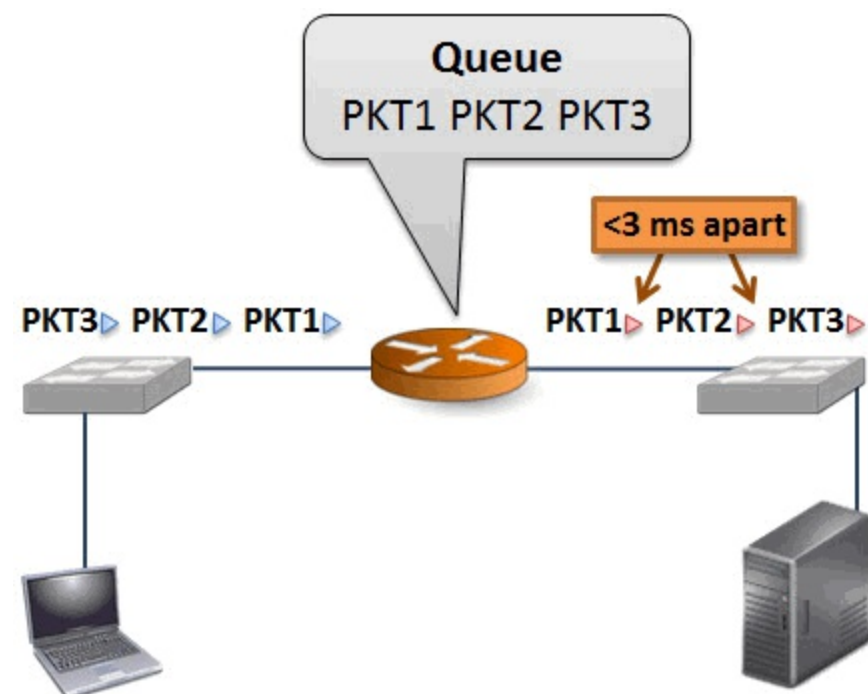 Queue
PKT1 PKT2 PKT3
<3 ms apart
PKT3 PKT2 PKT1
PKT1 PKT2 PKT3